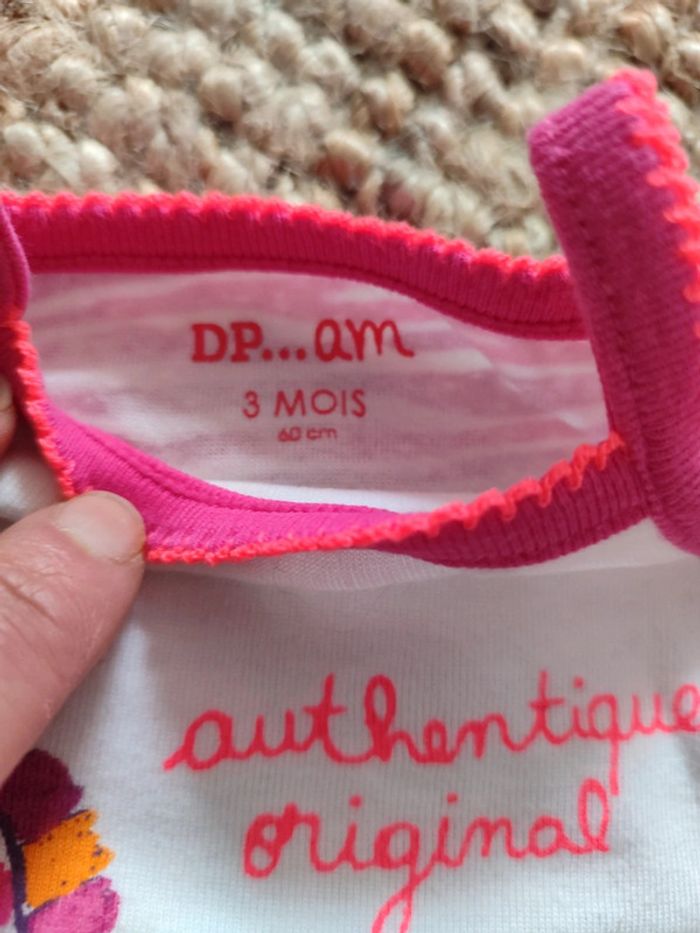 DP...am
3 MOIS
60 cm
authentique
original